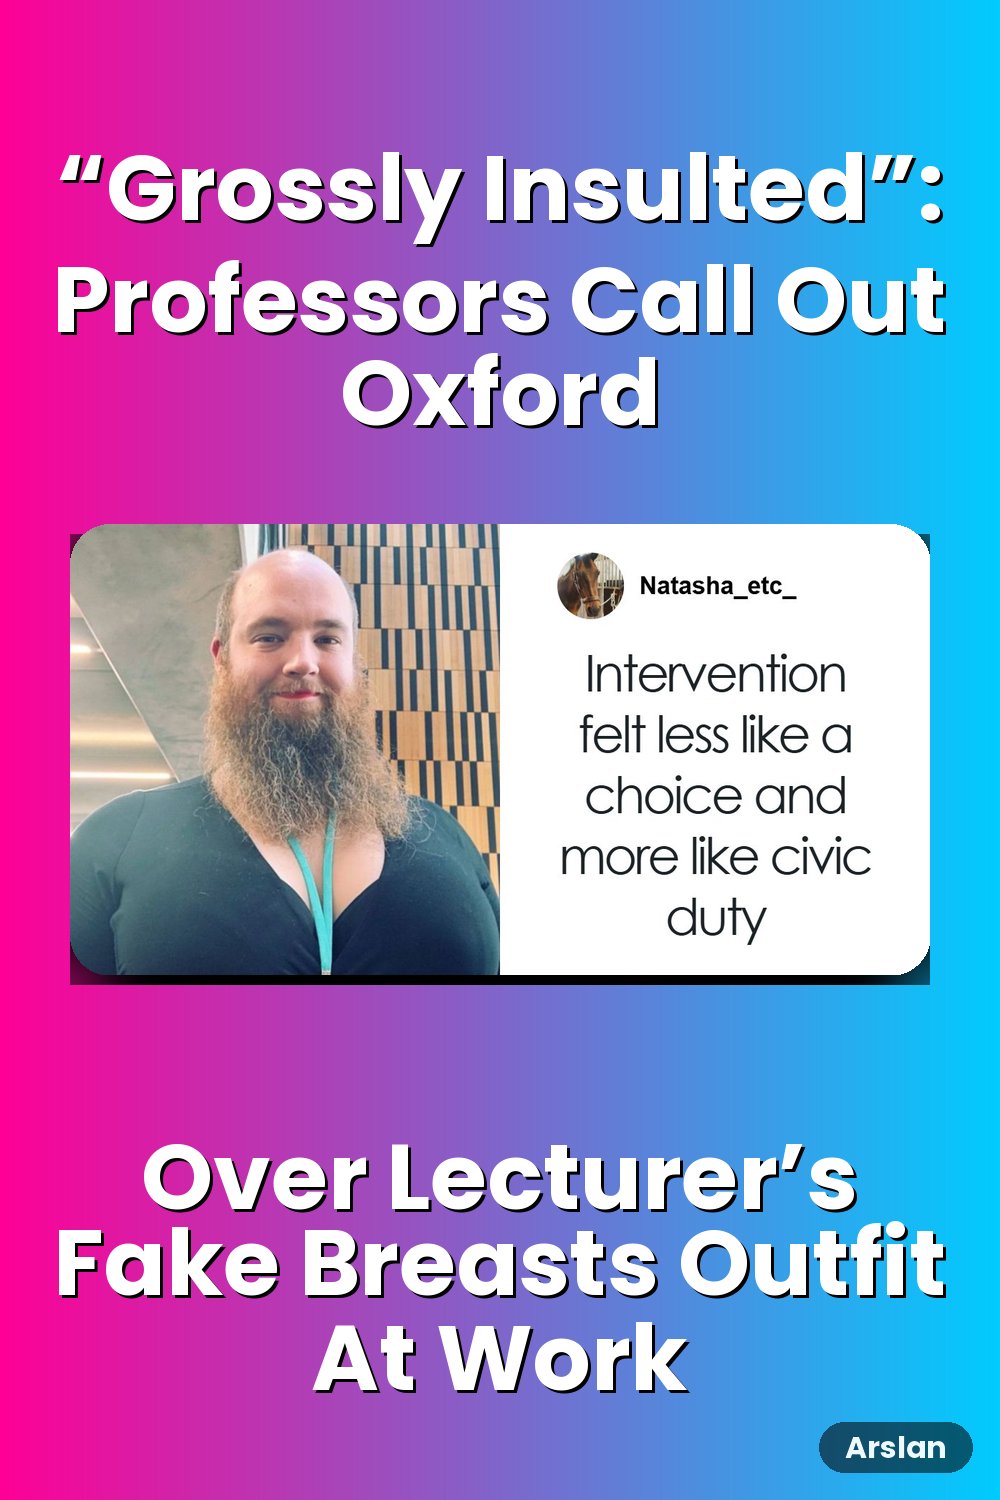 “Grossly Insulted”:
Professors Call Out
Oxford
Natasha_etc_
Intervention
felt less like a
choice and
more like civic
duty
Over Lecturer’s
Fake Breasts Outfit
At Work
Arslan